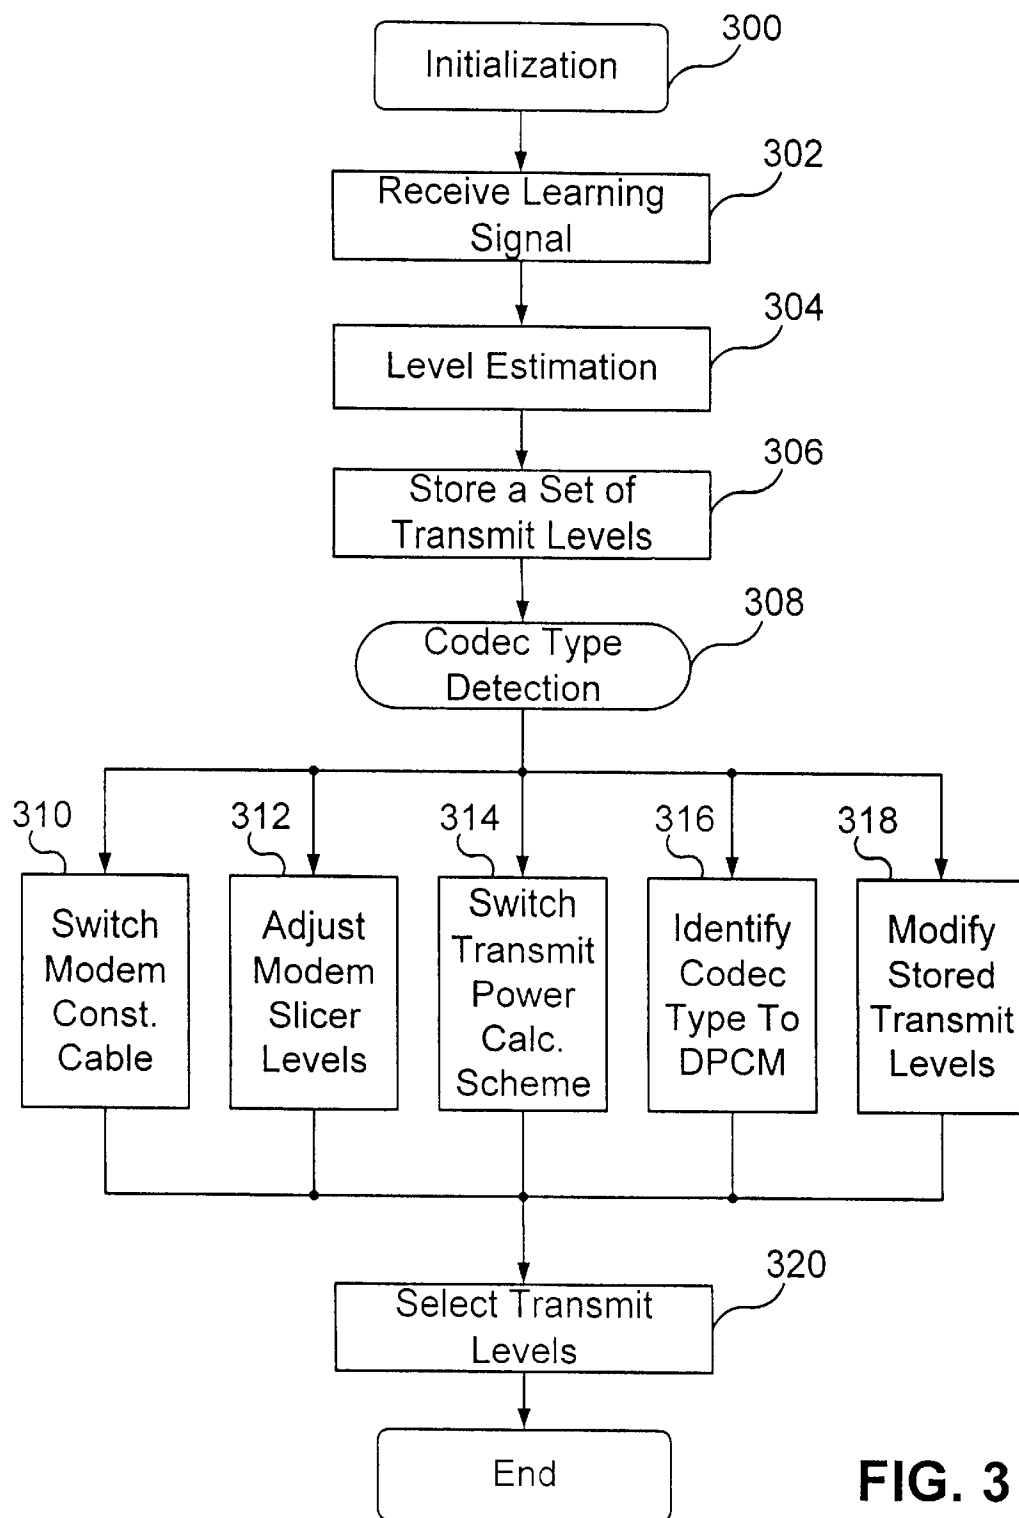 300
Initialization
302
Receive Learning
Signal
304
Level Estimation
306
Store a Set of
Transmit Levels
308
Codec Type
Detection
310
Switch
Modem
Const.
Cable
312
Adjust
Modem
Slicer
Levels
314
Switch
Transmit
Power
Calc.
Scheme
316
Identify
Codec
Type To
DPCM
318
Modify
Stored
Transmit
Levels
320
Select Transmit
Levels
End
FIG. 3